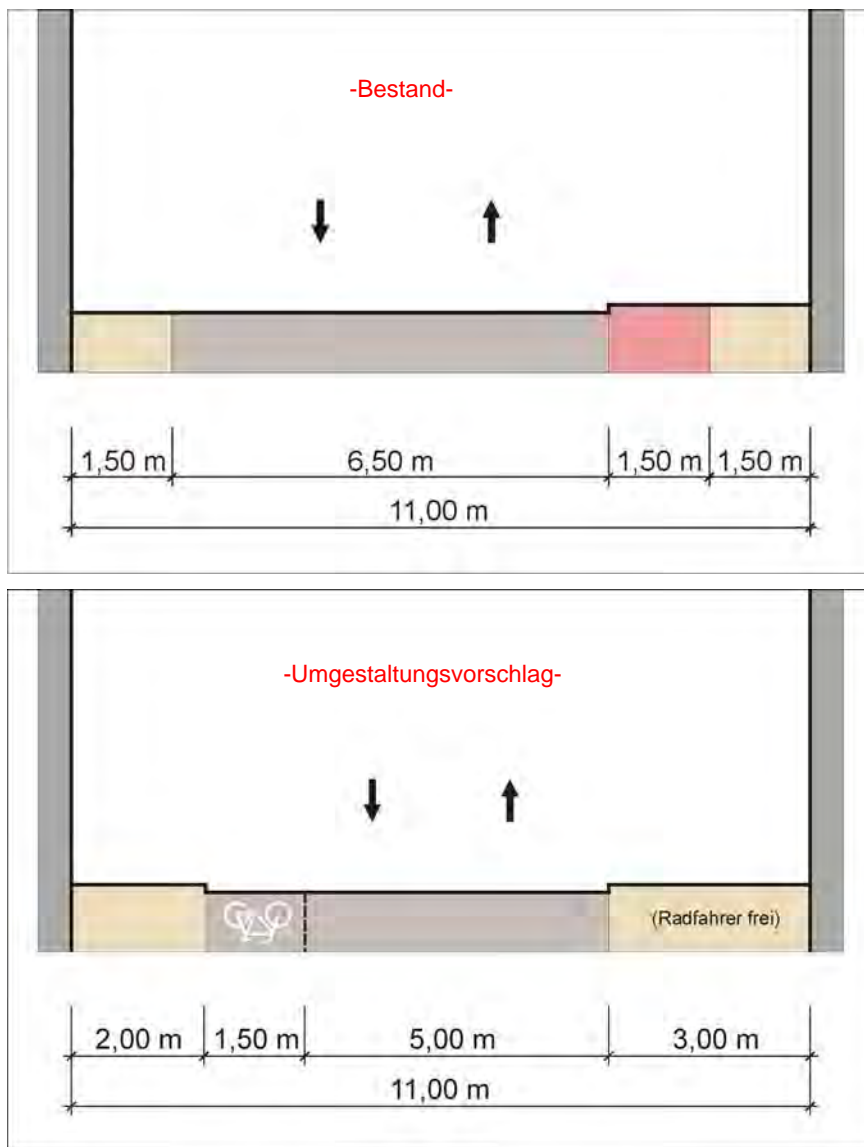 -Bestand-
1,50 m 6,50 m 1,50 m 1,50 m
11,00 m
-Umgestaltungsvorschlag-
(Radfahrer frei)
2,00 m 1,50 m 5,00 m 3,00 m
11,00 m